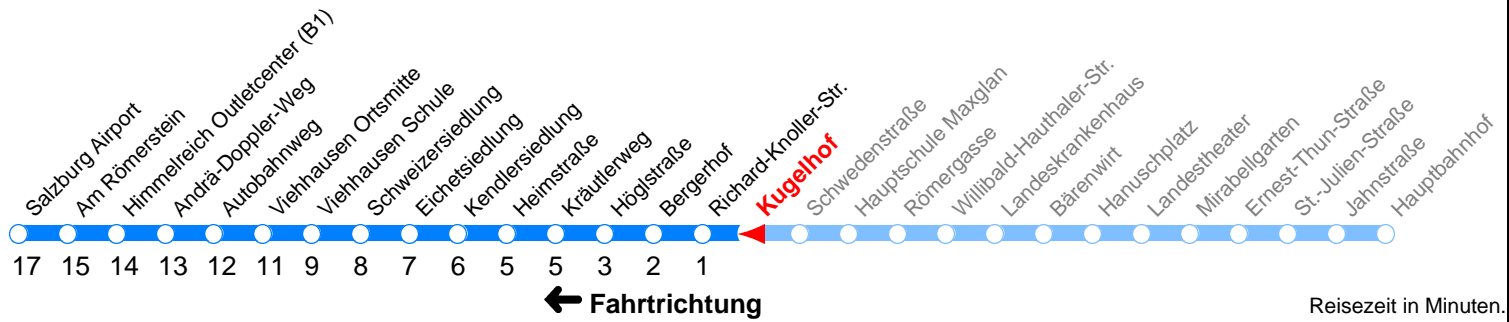 Salzburg Airport
Am Römerstein
Himmelreich Outletcenter (B1)
Andrä-Doppler-Weg
Autobahnweg
Viehhausen Ortsmitte
Viehhausen Schule
Schweizersiedlung
Eichetsiedlung
Kendlersiedlung
Heimstraße
Kräutlerweg
Höglstraße
Bergerhof
Richard-Knoller-Str.
Kugelhof
Schwedenstraße
Hauptschule Maxglan
Römergasse
Willibald-Hauthaler-Str.
Landeskrankenhaus
Bärenwirt
Hanuschplatz
Landestheater
Mirabellgarten
Ernest-Thun-Straße
St.-Julien-Straße
Jahnstraße
Hauptbahnhof
17 15 14 13 12 11 9 8 7 6 5 5 3 2 1
Fahrtrichtung
Reisezeit in Minuten.